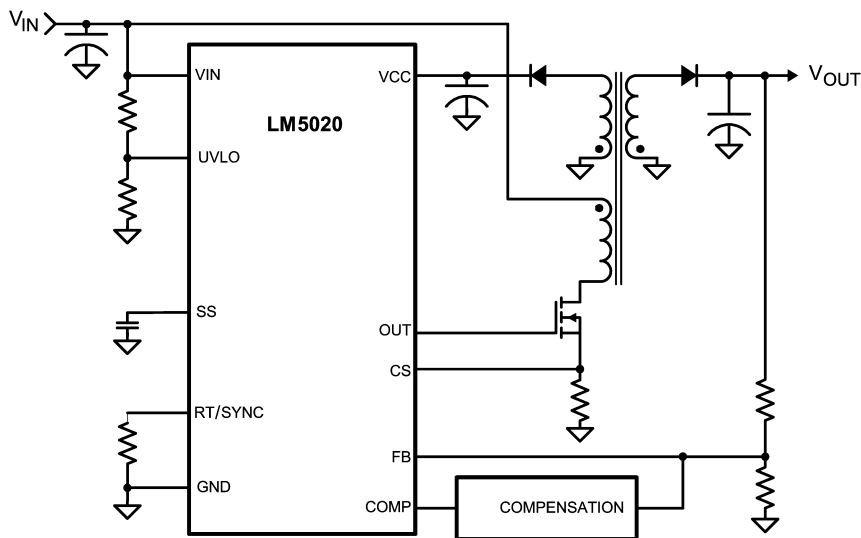 VIN
VIN
LM5020
VCC
VOUT
UVLO
SS
OUT
CS
RT/SYNC
FB
GND
COMP
COMPENSATION